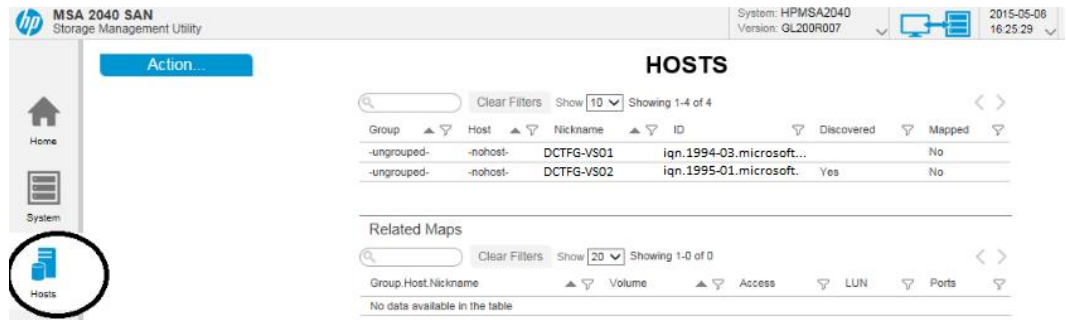 MSA 2040 SAN
Storage Management Utility
System: HPMSA2040
Version: GL200R007
2015-05-08
16:25:29
Action...
HOSTS
Clear Filters Show 10 Showing 1-4 of 4
Group Host Nickname ID Discovered Mapped
-ungrouped- -nohost- DCTFG-VS01 iqn.1994-03.microsoft... No
-ungrouped- -nohost- DCTFG-VS02 iqn.1995-01.microsoft. Yes No
Related Maps
Clear Filters Show 20 Showing 1-0 of 0
Group.Host.Nickname Volume Access LUN Ports
No data available in the table
hp
Home
System
Hosts